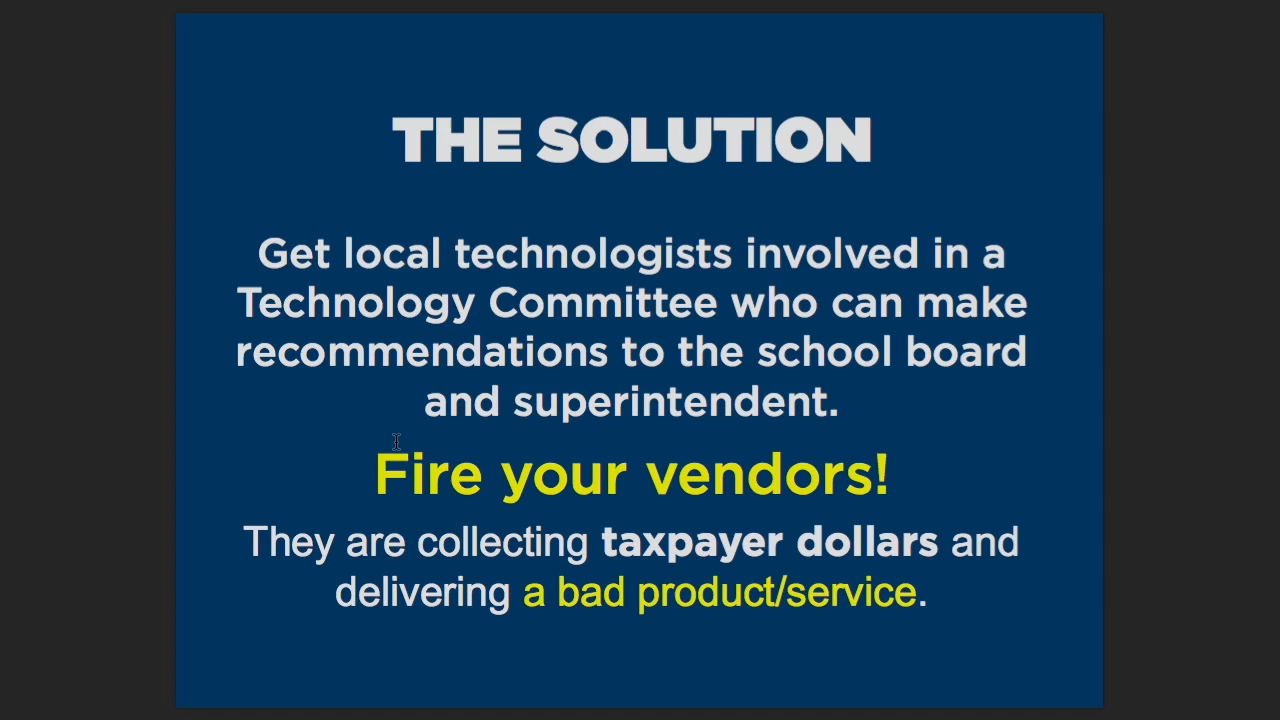 THE SOLUTION
Get local technologists involved in a
Technology Committee who can make
recommendations to the school board
and superintendent.
Fire your vendors!
They are collecting taxpayer dollars and
delivering a bad product/service.